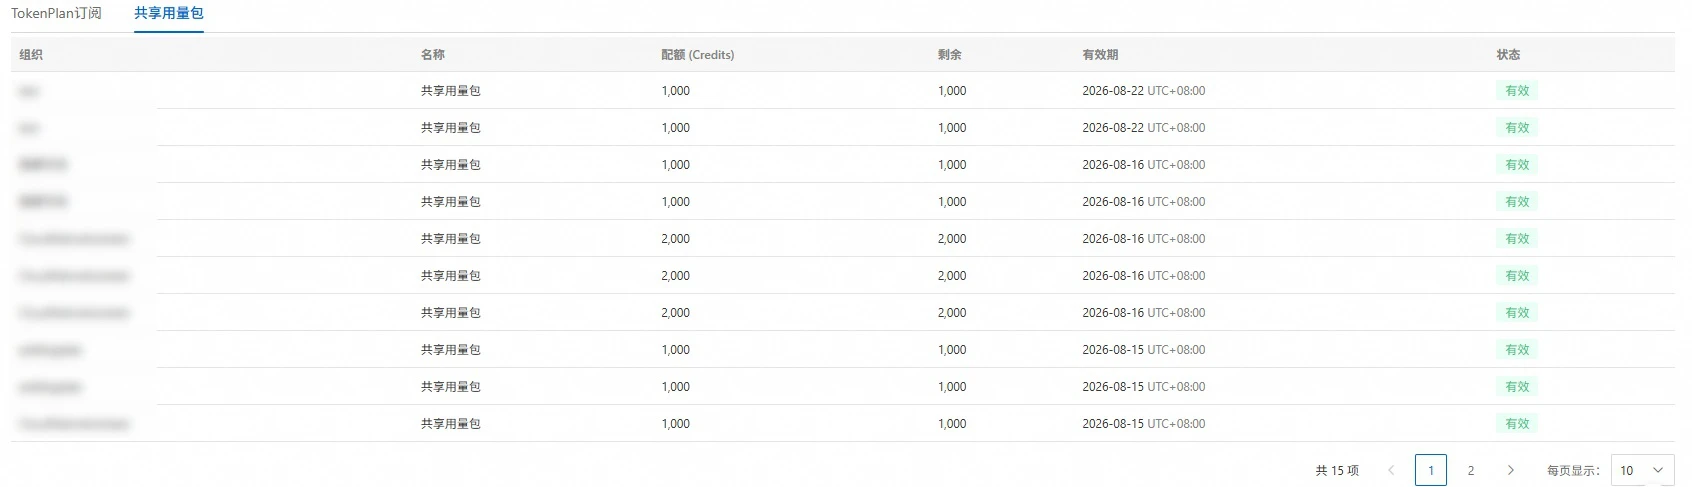 TokenPlan订阅 共享用量包
组织 名称 配额 (Credits) 剩余 有效期 状态
共享用量包 1,000 1,000 2026-08-22 UTC+08:00 有效
共享用量包 1,000 1,000 2026-08-22 UTC+08:00 有效
共享用量包 1,000 1,000 2026-08-16 UTC+08:00 有效
共享用量包 1,000 1,000 2026-08-16 UTC+08:00 有效
共享用量包 2,000 2,000 2026-08-16 UTC+08:00 有效
共享用量包 2,000 2,000 2026-08-16 UTC+08:00 有效
共享用量包 2,000 2,000 2026-08-16 UTC+08:00 有效
共享用量包 1,000 1,000 2026-08-15 UTC+08:00 有效
共享用量包 1,000 1,000 2026-08-15 UTC+08:00 有效
共享用量包 1,000 1,000 2026-08-15 UTC+08:00 有效
共 15 项 1 2 每页显示: 10